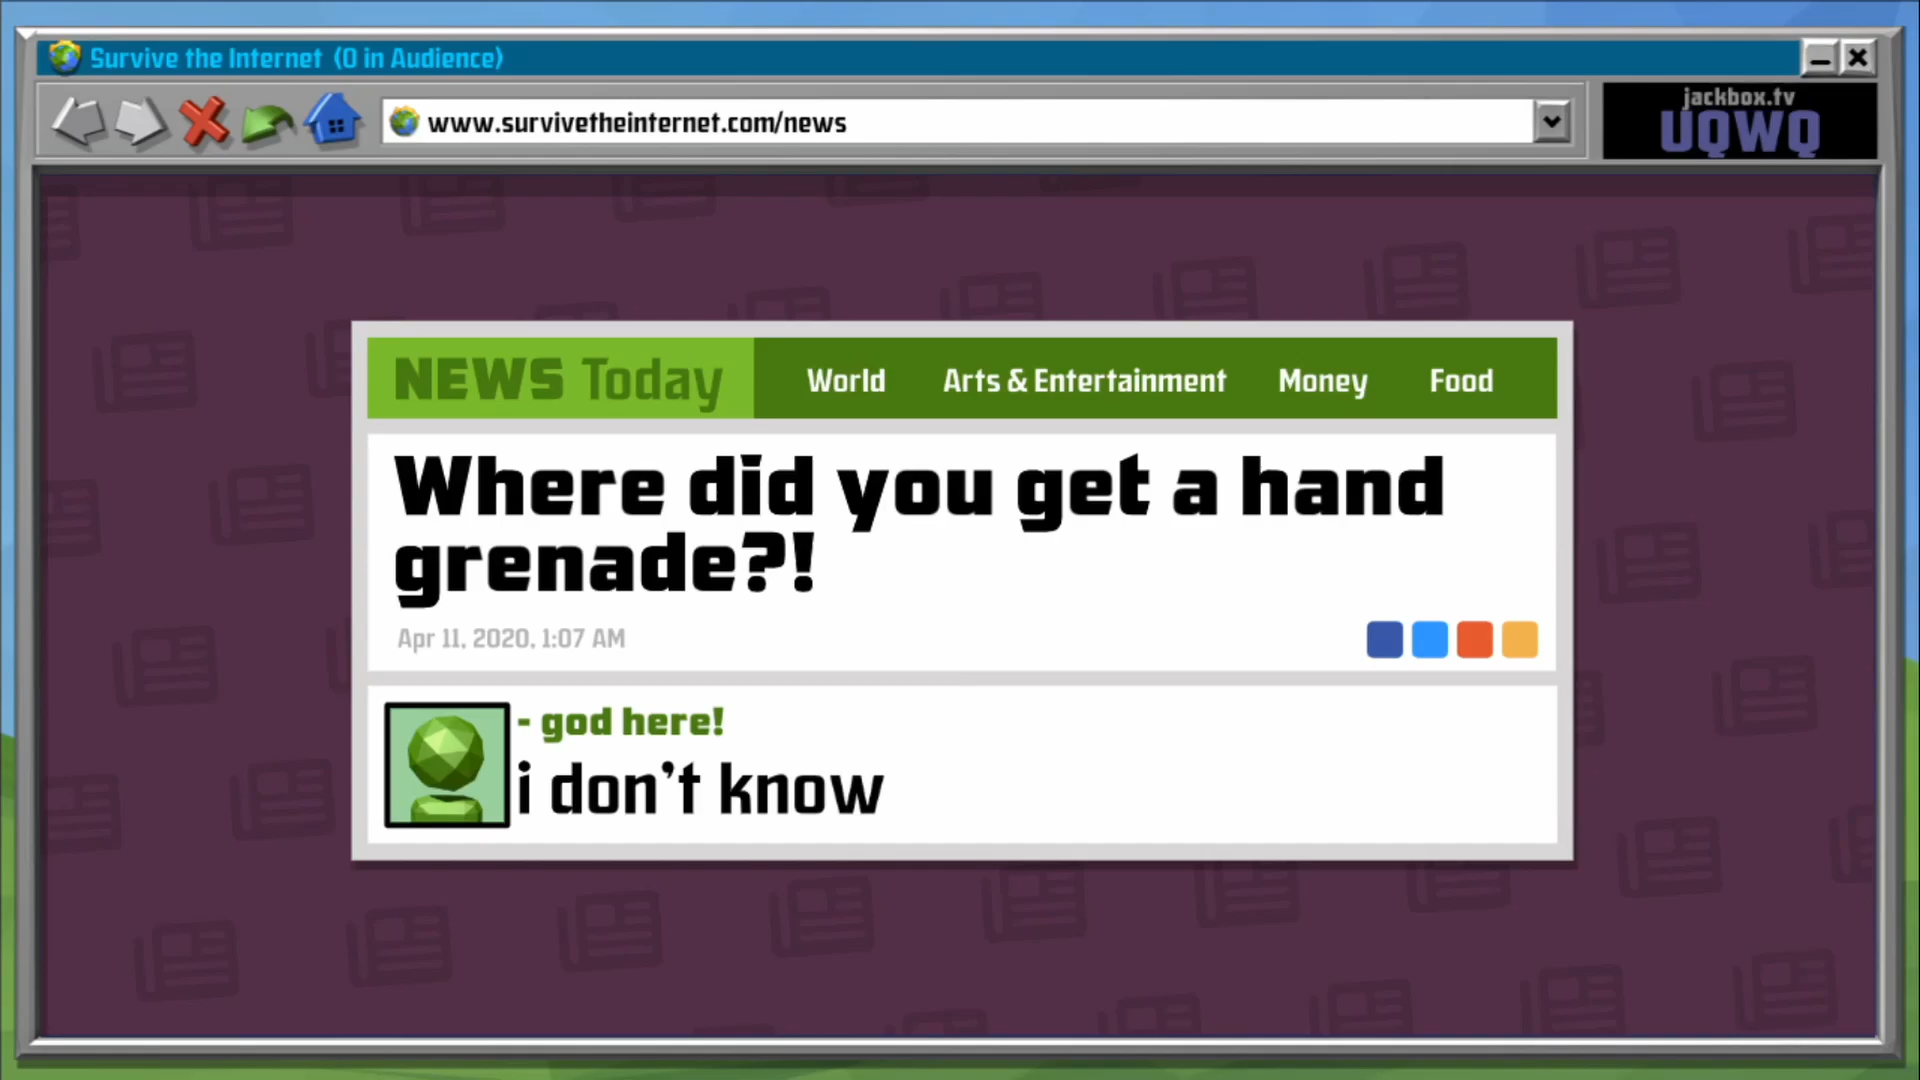 Survive the Internet (0 in Audience)
www.survivetheinternet.com/news
jackbox.tv
UQWQ
NEWS Today
World
Arts & Entertainment
Money
Food
Where did you get a hand
grenade?!
Apr 11, 2020, 1:07 AM
- god here!
i don't know